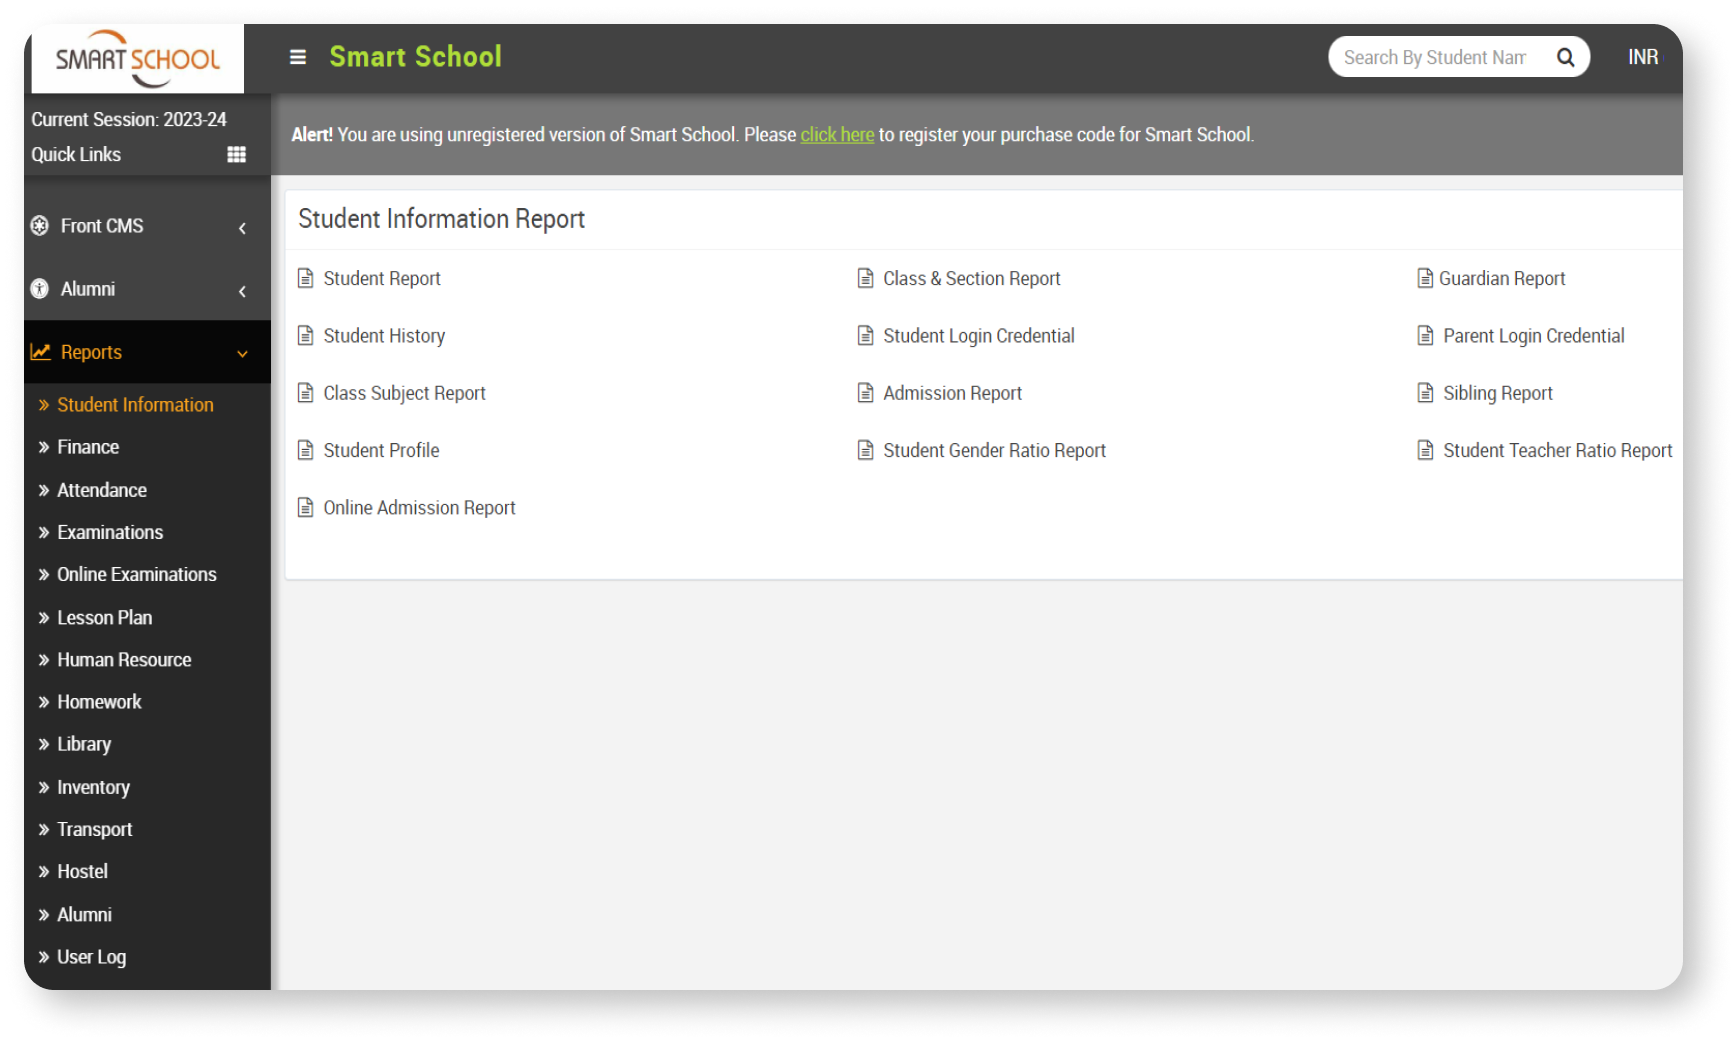 SMART SCHOOL
Smart School
Search By Student Nam
INR
Current Session: 2023-24
Quick Links
Alert! You are using unregistered version of Smart School. Please click here to register your purchase code for Smart School.
Front CMS
Alumni
Reports
Student Information
Finance
Attendance
Examinations
Online Examinations
Lesson Plan
Human Resource
Homework
Library
Inventory
Transport
Hostel
Alumni
User Log
Student Information Report
Student Report
Class & Section Report
Guardian Report
Student History
Student Login Credential
Parent Login Credential
Class Subject Report
Admission Report
Sibling Report
Student Profile
Student Gender Ratio Report
Student Teacher Ratio Report
Online Admission Report